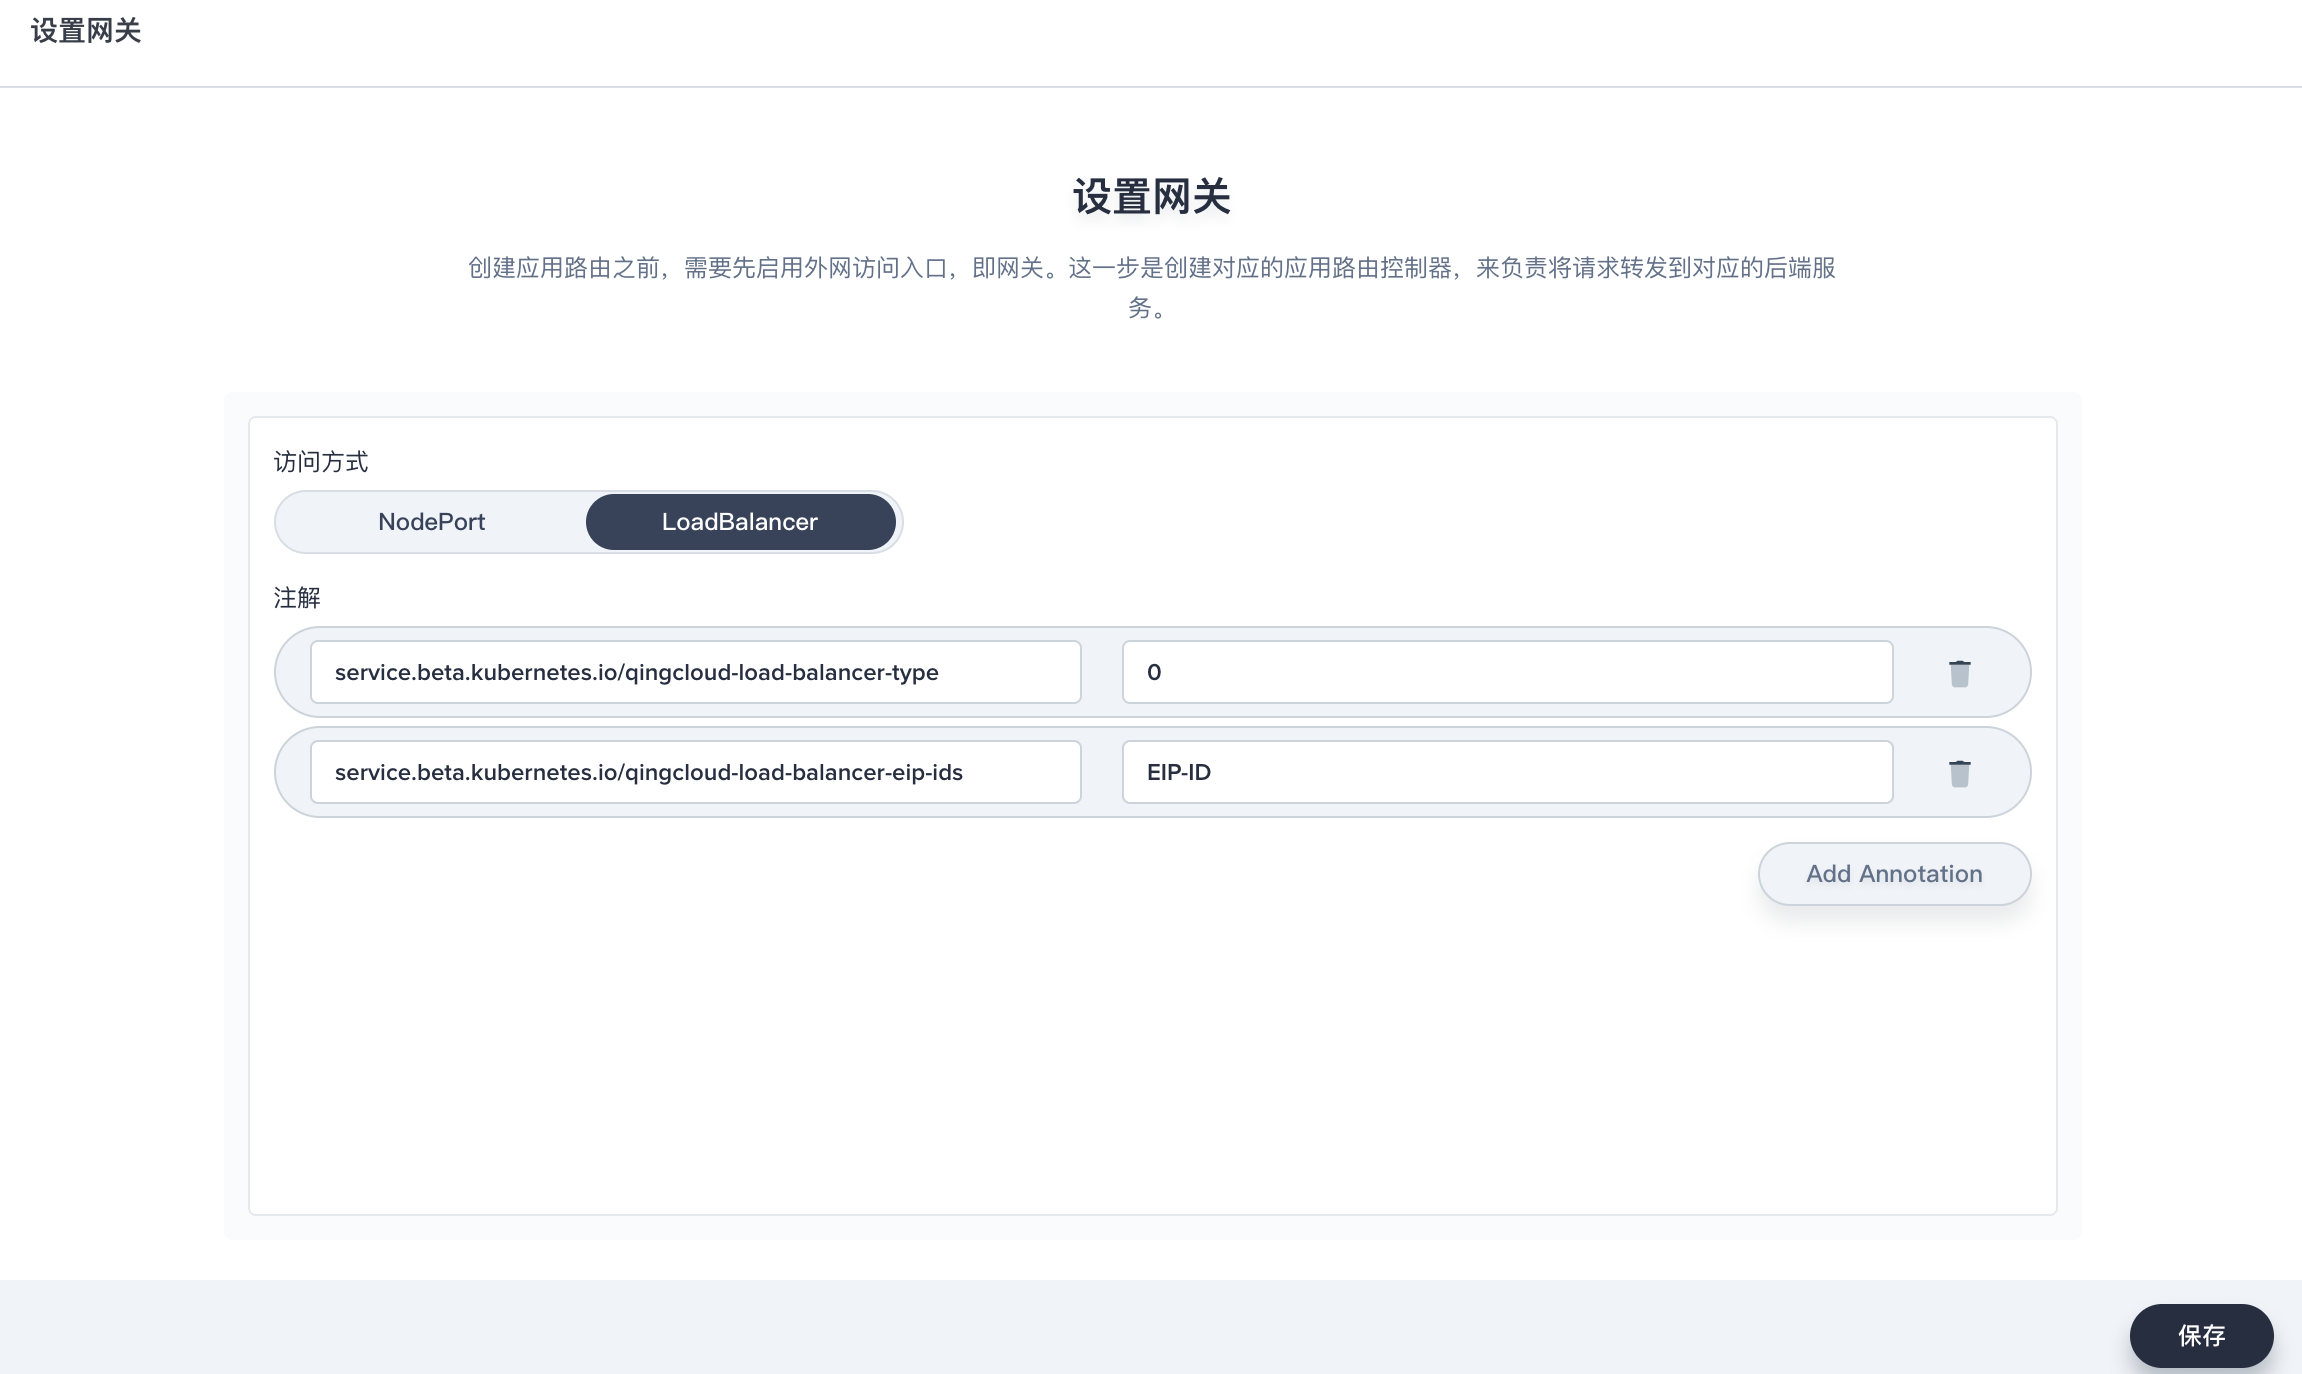 设置网关
设置网关
创建应用路由之前，需要先启用外网访问入口，即网关。这一步是创建对应的应用路由控制器，来负责将请求转发到对应的后端服
务。
访问方式
NodePort LoadBalancer
注解
service.beta.kubernetes.io/qingcloud-load-balancer-type 0
service.beta.kubernetes.io/qingcloud-load-balancer-eip-ids EIP-ID
Add Annotation
保存